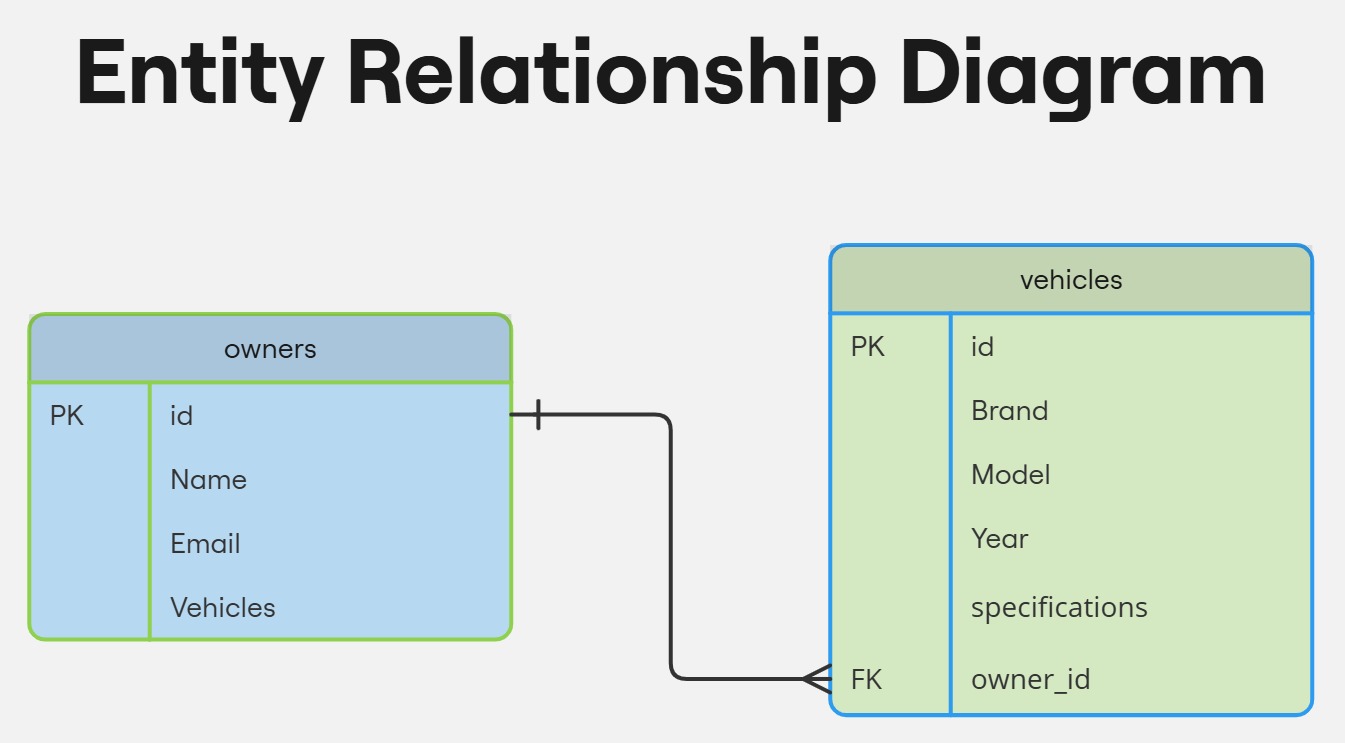 Entity Relationship Diagram
owners
PK id
Name
Email
Vehicles
vehicles
PK id
Brand
Model
Year
specifications
FK owner_id